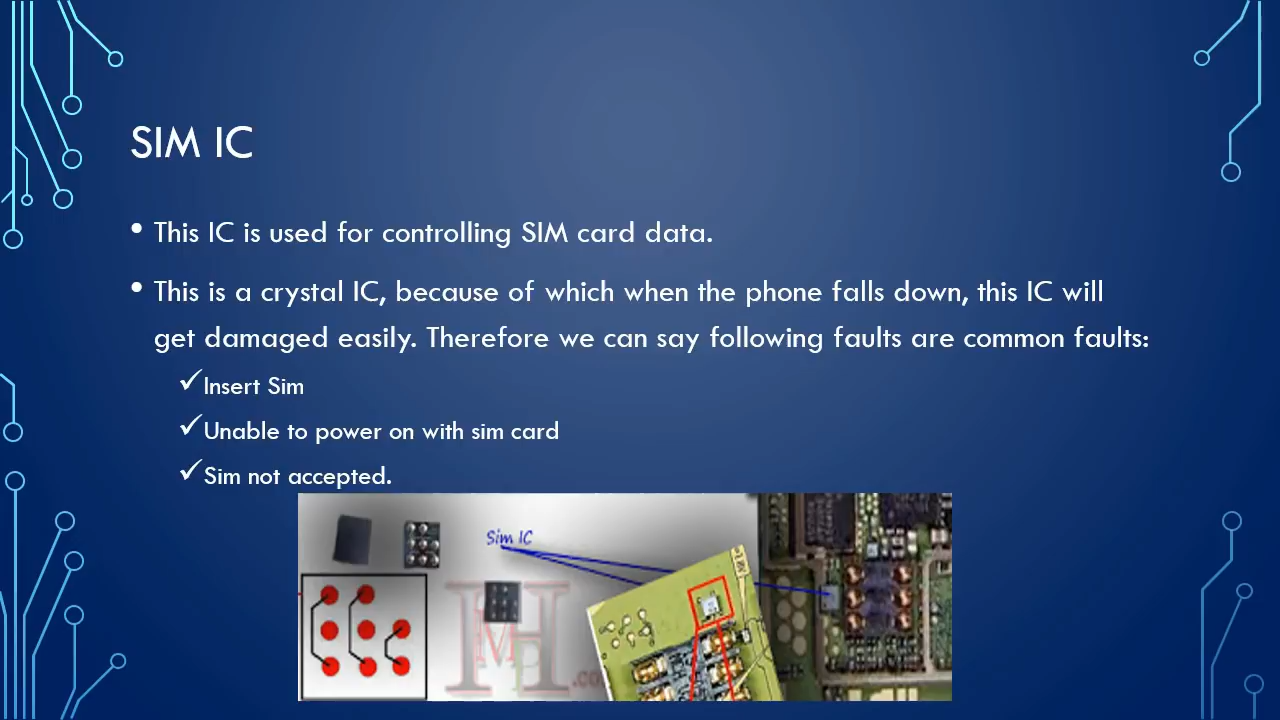 SIM IC
• This IC is used for controlling SIM card data.
• This is a crystal IC, because of which when the phone falls down, this IC will
get damaged easily. Therefore we can say following faults are common faults:
✓Insert Sim
✓Unable to power on with sim card
✓Sim not accepted.
Sim IC